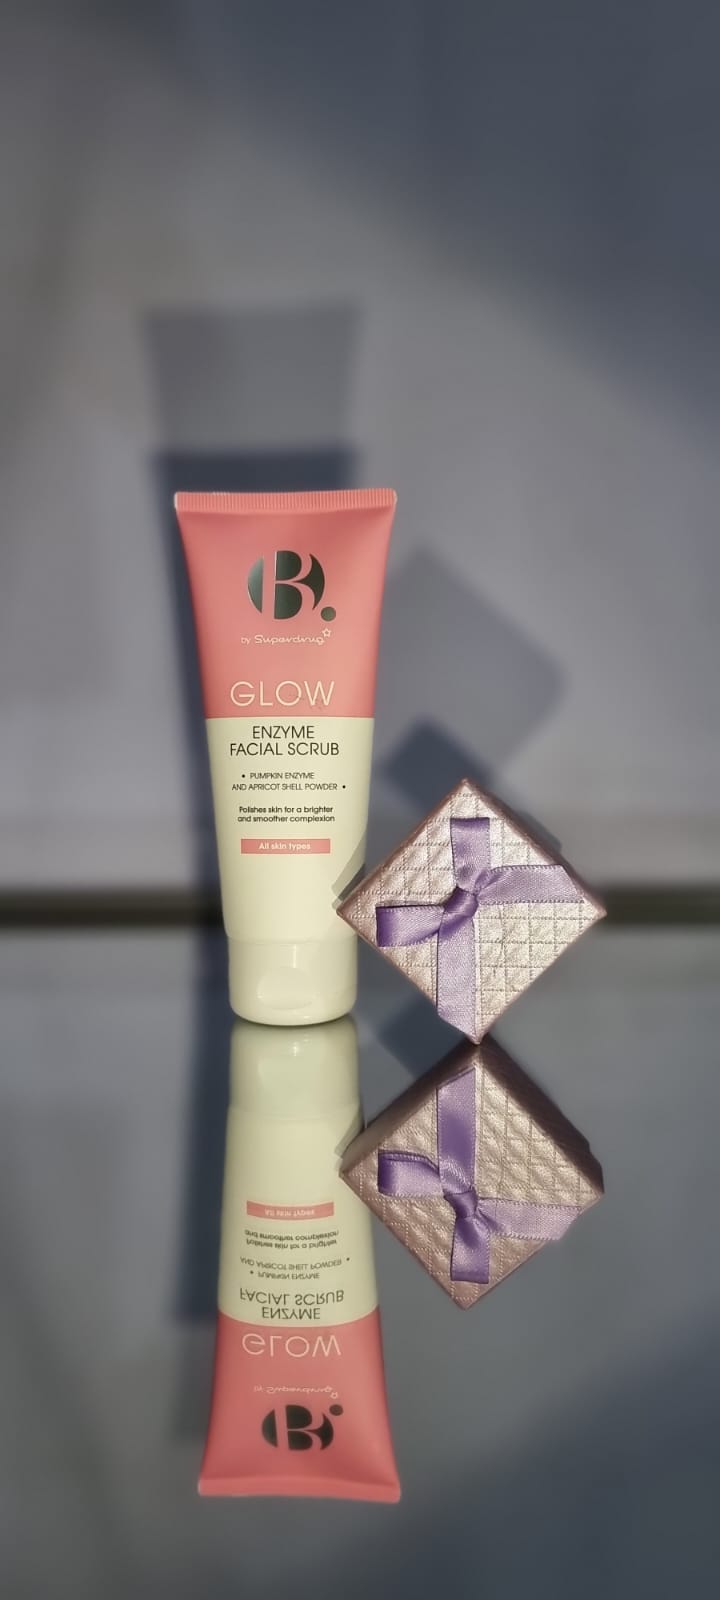 B.
by Superdrug
GLOW
ENZYME
FACIAL SCRUB
• PUMPKIN ENZYME
AND APRICOT SHELL POWDER •
Polishes skin for a brighter
and smoother complexion
All skin types